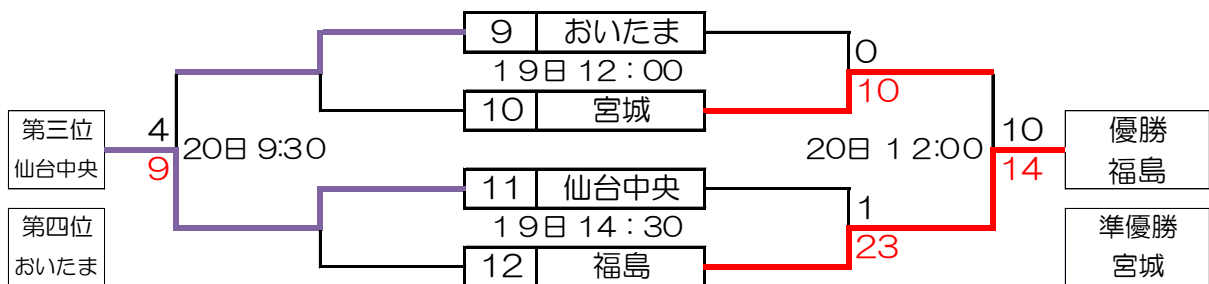 9 おいたま
19日 12:00
10 宮城
0
10
第三位
仙台中央
4
9
20日 9:30
20日 12:00
10
14
優勝
福島
11 仙台中央
19日 14:30
12 福島
1
23
第四位
おいたま
準優勝
宮城